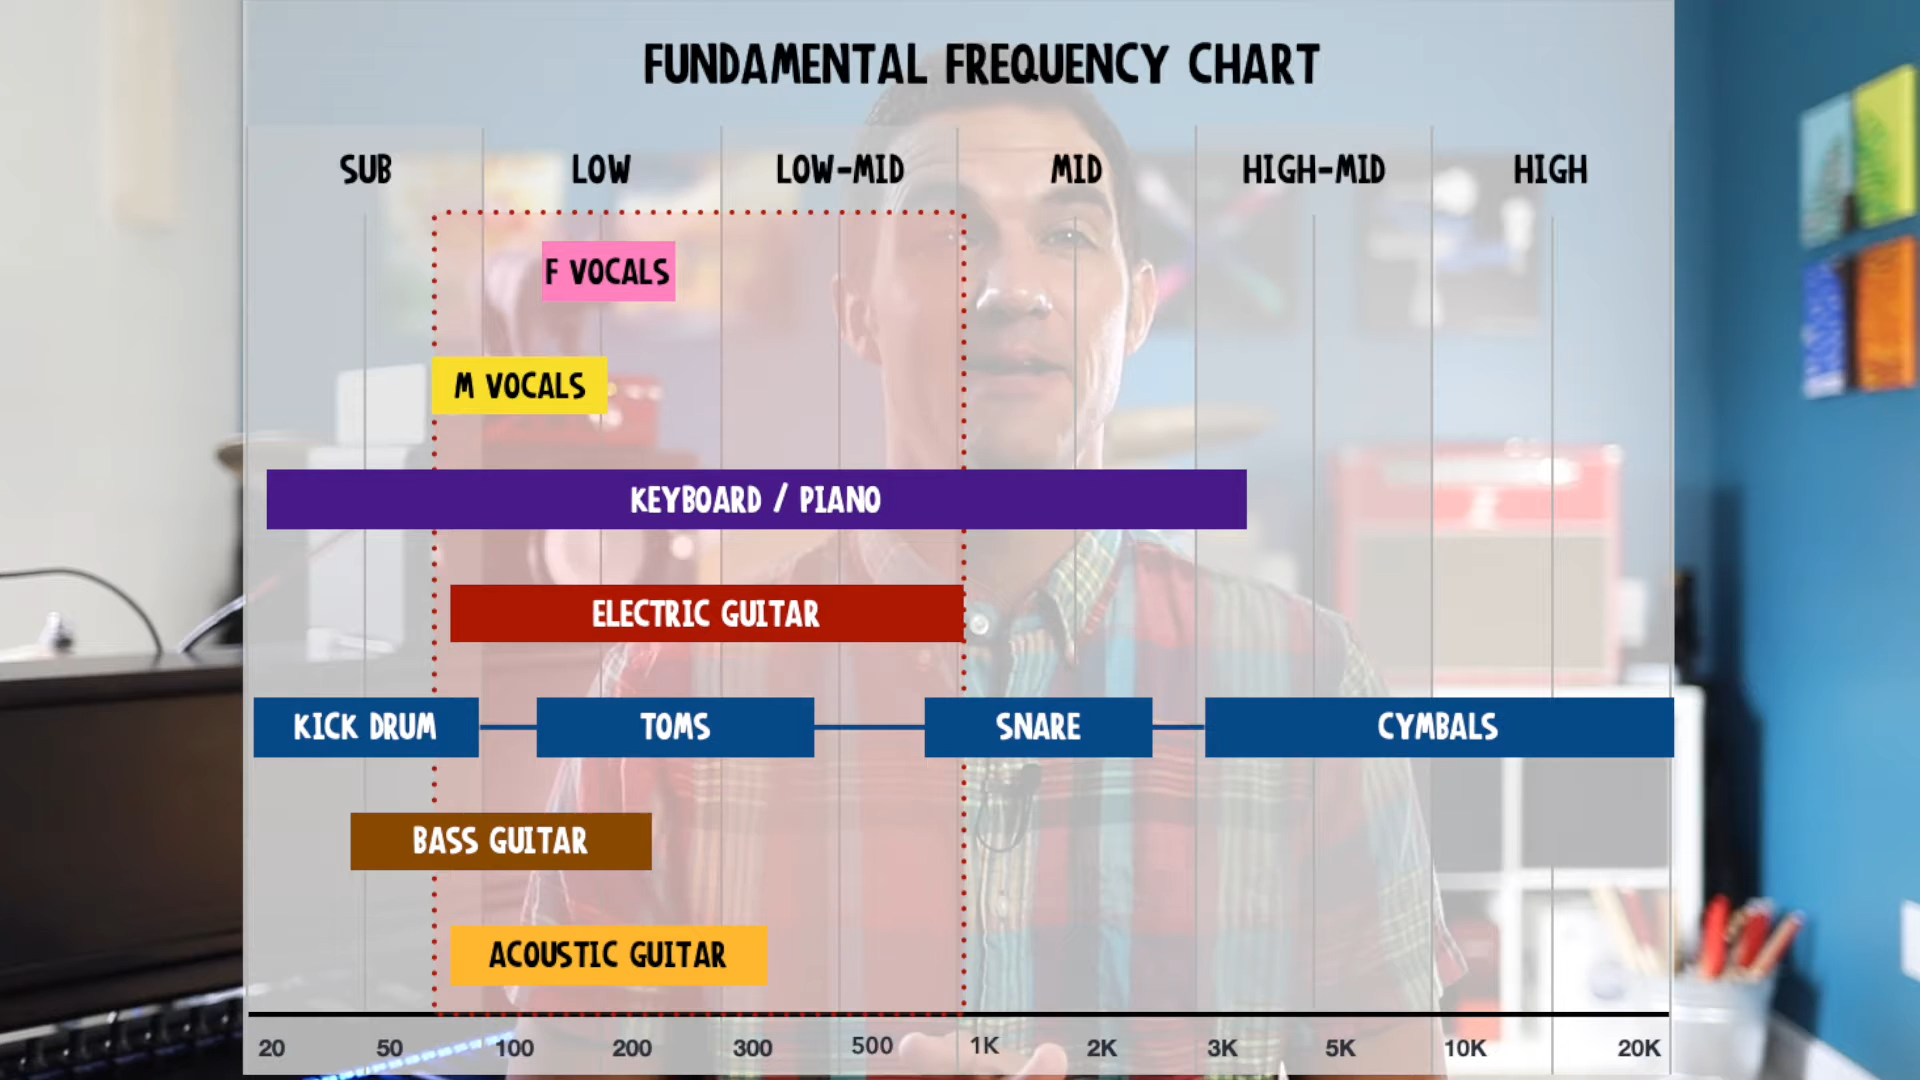 FUNDAMENTAL FREQUENCY CHART
SUB LOW LOW-MID MID HIGH-MID HIGH
F VOCALS
M VOCALS
KEYBOARD / PIANO
ELECTRIC GUITAR
KICK DRUM TOMS SNARE CYMBALS
BASS GUITAR
ACOUSTIC GUITAR
20 50 100 200 300 500 1K 2K 3K 5K 10K 20K